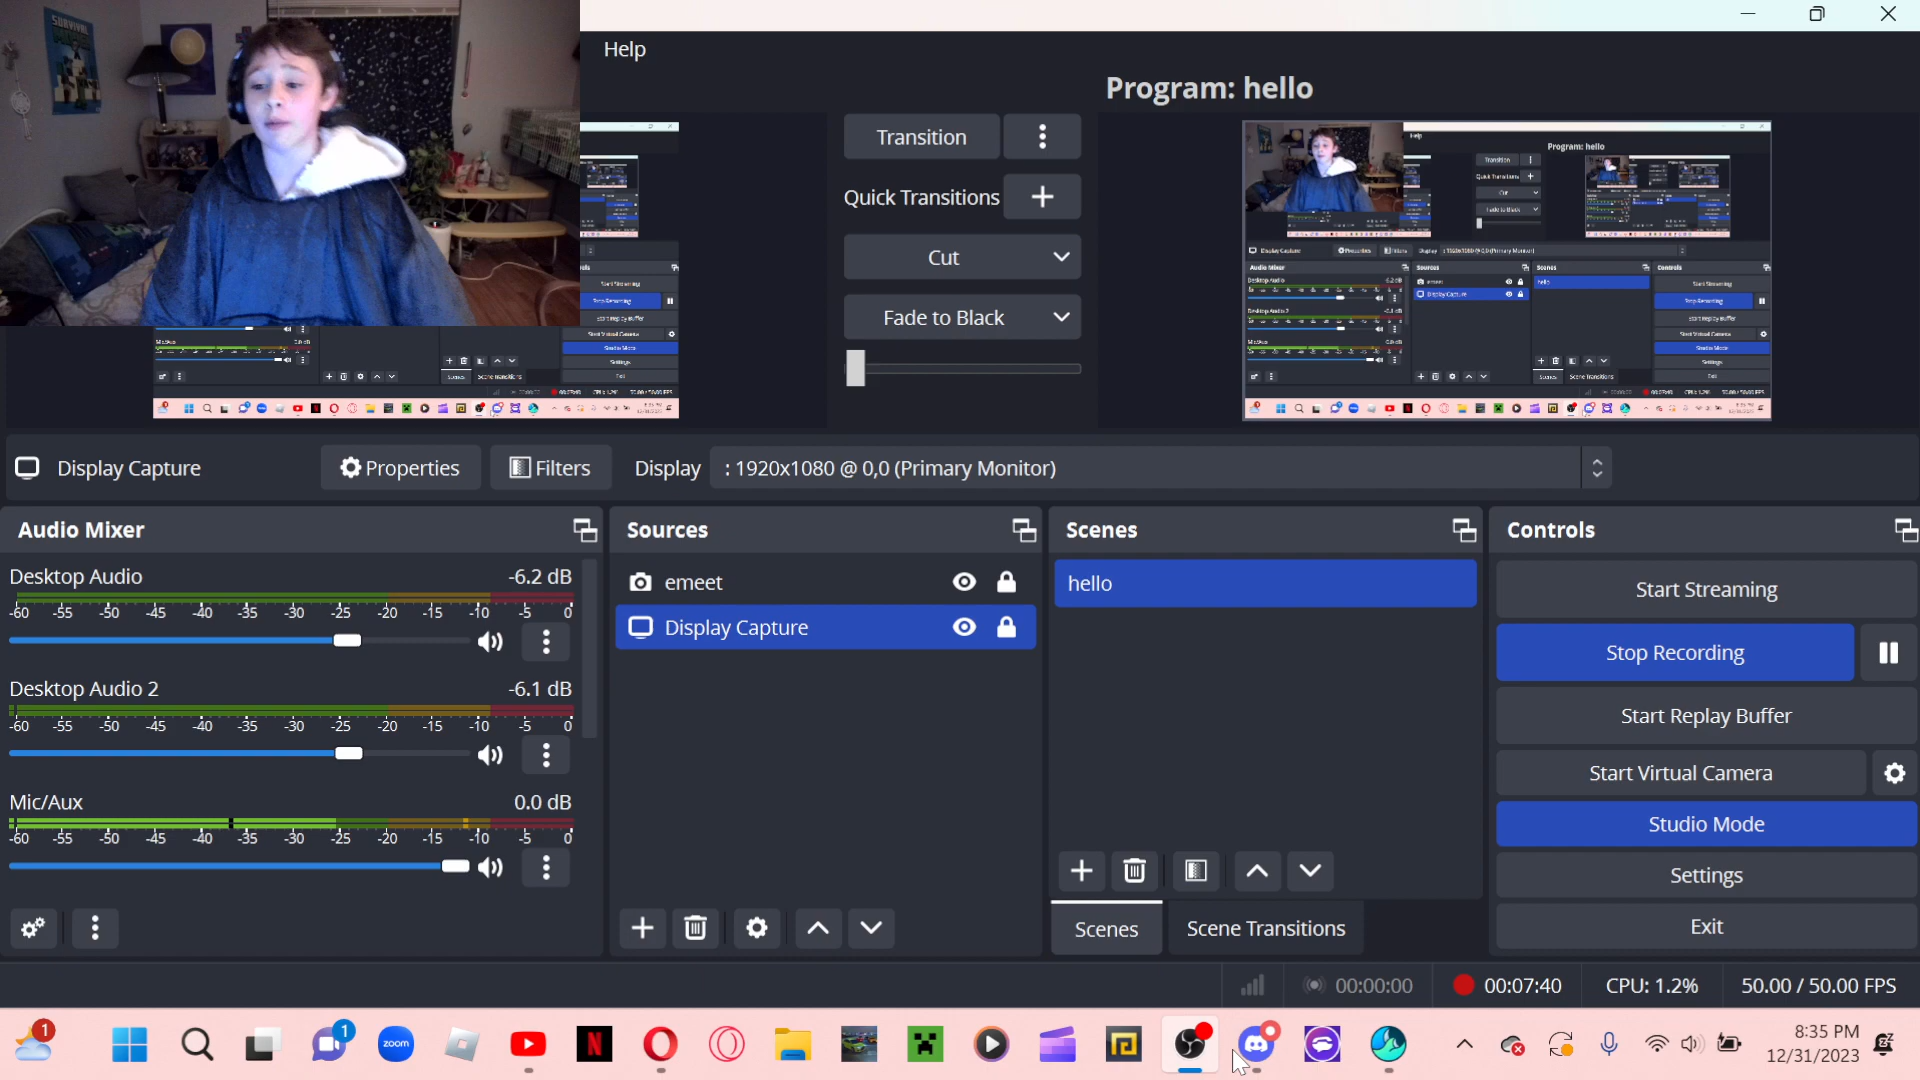 SURVIVAL
Help
Program: hello
Transition
Quick Transitions
Cut
Fade to Black
Program: hello
Display Capture
Properties
Filters
Display
: 1920x1080 @ 0,0 (Primary Monitor)
Audio Mixer
Desktop Audio
-6.2 dB
-60 -55 -50 -45 -40 -35 -30 -25 -20 -15 -10 -5 0
Desktop Audio 2
-6.1 dB
-60 -55 -50 -45 -40 -35 -30 -25 -20 -15 -10 -5 0
Mic/Aux
0.0 dB
-60 -55 -50 -45 -40 -35 -30 -25 -20 -15 -10 -5 0
Sources
emeet
Display Capture
Scenes
hello
Scenes
Scene Transitions
Controls
Start Streaming
Stop Recording
Start Replay Buffer
Start Virtual Camera
Studio Mode
Settings
Exit
00:00:00
00:07:40
CPU: 1.2%
50.00 / 50.00 FPS
1
1
zoom
N
8:35 PM
12/31/2023